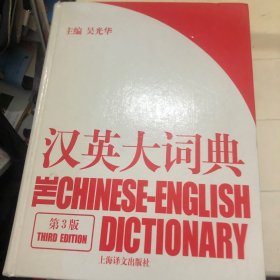 主编 吴光华
汉英大词典
THE CHINESE-ENGLISH
DICTIONARY
第3版
THIRD EDITION
上海译文出版社